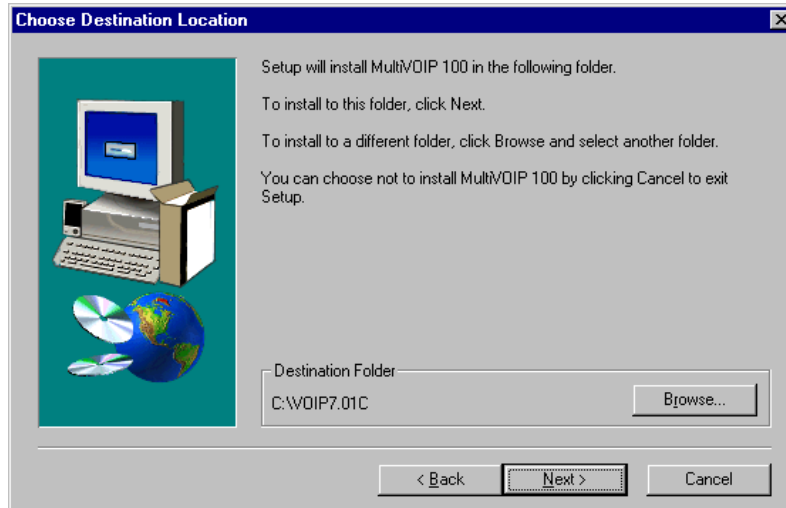 Choose Destination Location
Setup will install MultiVOIP 100 in the following folder.
To install to this folder, click Next.
To install to a different folder, click Browse and select another folder.
You can choose not to install MultiVOIP 100 by clicking Cancel to exit
Setup.
Destination Folder
C:\VOIP7.01C
Browse...
< Back
Next >
Cancel